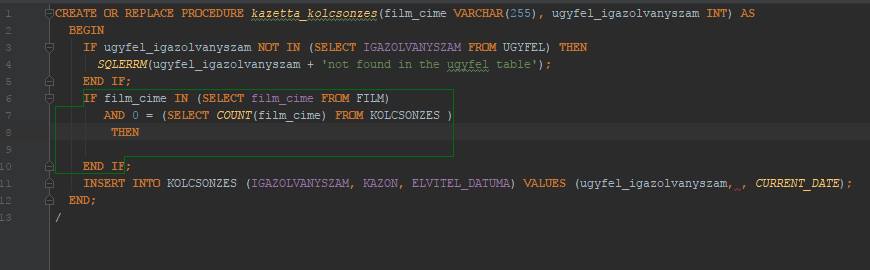 1 CREATE OR REPLACE PROCEDURE kazetta_kolcsonzes(film_cime VARCHAR(255), ugyfel_igazolvanyszam INT) AS
2 BEGIN
3 IF ugyfel_igazolvanyszam NOT IN (SELECT IGAZOLVANYSZAM FROM UGYFEL) THEN
4 SQLERRM(ugyfel_igazolvanyszam + 'not found in the ugyfel table');
5 END IF;
6 IF film_cime IN (SELECT film_cime FROM FILM)
7 AND 0 = (SELECT COUNT(film_cime) FROM KOLCSONZES )
8 THEN
9
10 END IF;
11 INSERT INTO KOLCSONZES (IGAZOLVANYSZAM, KAZON, ELVITEL_DATUMA) VALUES (ugyfel_igazolvanyszam, , CURRENT_DATE);
12 END;
13 /